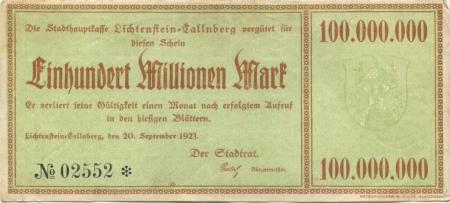 Die Stadthauptkasse Lichtenstein-Callnberg vergütet für
diesen Schein
100.000.000
Einhundert Millionen Mark
Er verliert seine Gültigkeit einen Monat nach erfolgtem Aufruf
in den hiesigen Blättern.
Lichtenstein-Callnberg, den 20. September 1923.
Der Stadtrat.
№ 02552 *
Bürgermeister.
100.000.000